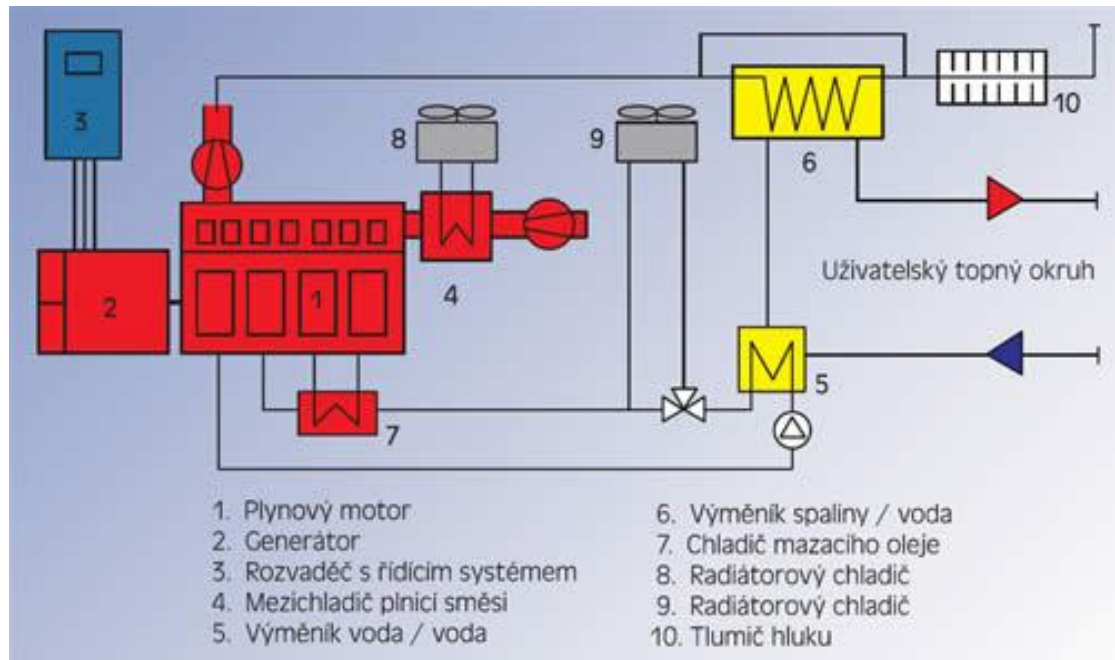 3
8
9
6
10
2
1
4
Uživatelský topný okruh
5
7
1. Plynový motor
2. Generátor
3. Rozvaděč s řídícím systémem
4. Mezichladič plnicí směsi
5. Výměník voda / voda
6. Výměník spaliny / voda
7. Chladič mazacího oleje
8. Radiátorový chladič
9. Radiátorový chladič
10. Tlumič hluku